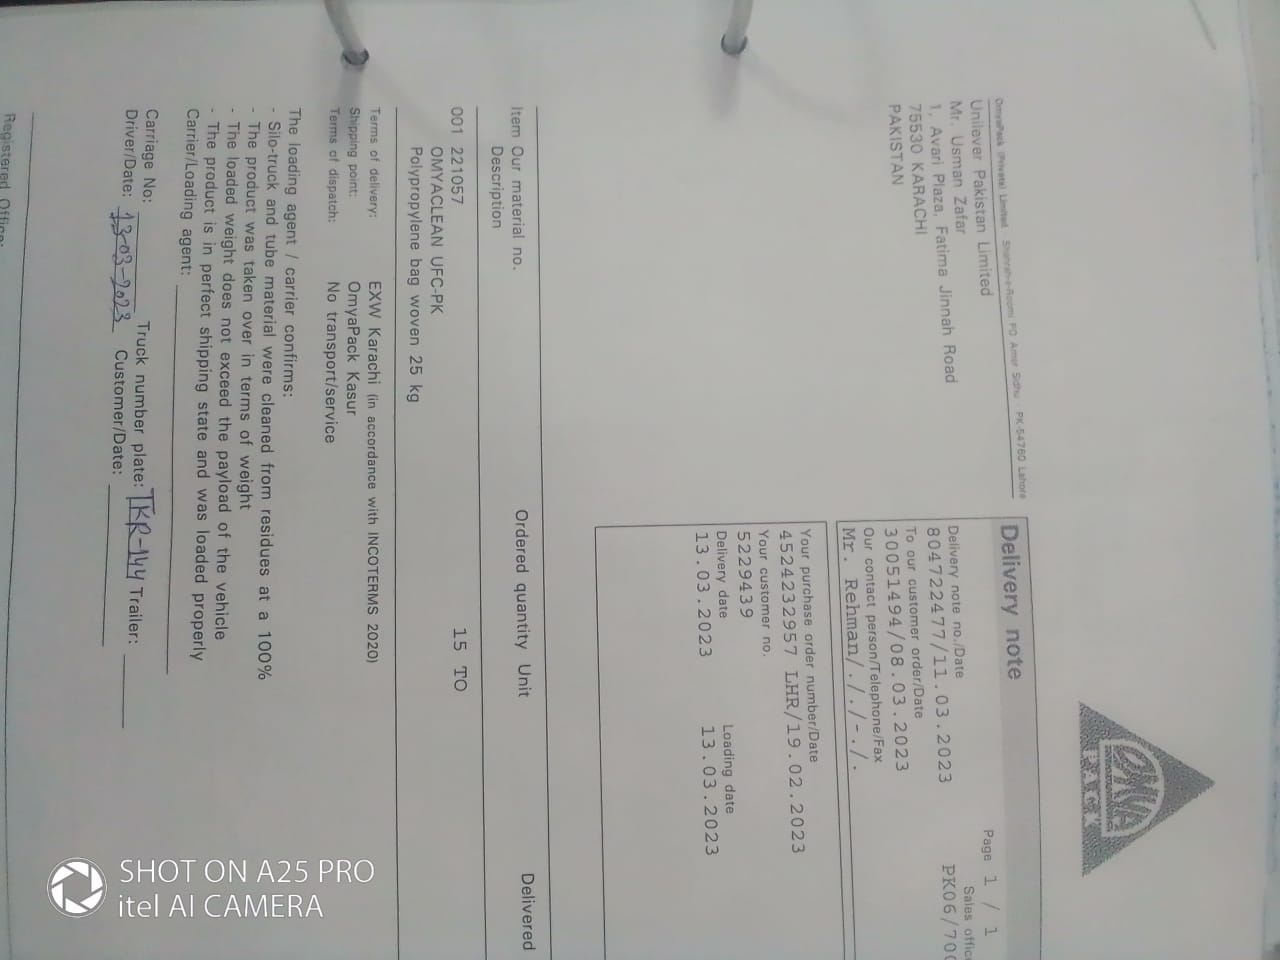 OMYA
PACK
OmyaPack (Private) Limited · Shahrah-e-Roomi PO Amer Sidhu · PK-54760 Lahore
Unilever Pakistan Limited
Mr. Usman Zafar
1, Avari Plaza, Fatima Jinnah Road
75530 KARACHI
PAKISTAN
Delivery note
Page 1 / 1
Delivery note no./Date
804722477/11.03.2023
Sales offic
PK06/700
To our customer order/Date
30051494/08.03.2023
Our contact person/Telephone/Fax
Mr. Rehman/././-./.
Your purchase order number/Date
4524232957 LHR/19.02.2023
Your customer no.
5229439
Delivery date Loading date
13.03.2023 13.03.2023
Item Our material no. Ordered quantity Unit Delivered
Description
001 221057 15 TO
OMYACLEAN UFC-PK
Polypropylene bag woven 25 kg
Terms of delivery: EXW Karachi (in accordance with INCOTERMS 2020)
Shipping point: OmyaPack Kasur
Terms of dispatch: No transport/service
The loading agent / carrier confirms:
- Silo-truck and tube material were cleaned from residues at a 100%
- The product was taken over in terms of weight
- The loaded weight does not exceed the payload of the vehicle
- The product is in perfect shipping state and was loaded properly
Carrier/Loading agent:
Carriage No: Truck number plate: TKR-144 Trailer:
Driver/Date: 13-03-2023 Customer/Date:
Registered Office:
SHOT ON A25 PRO
itel AI CAMERA